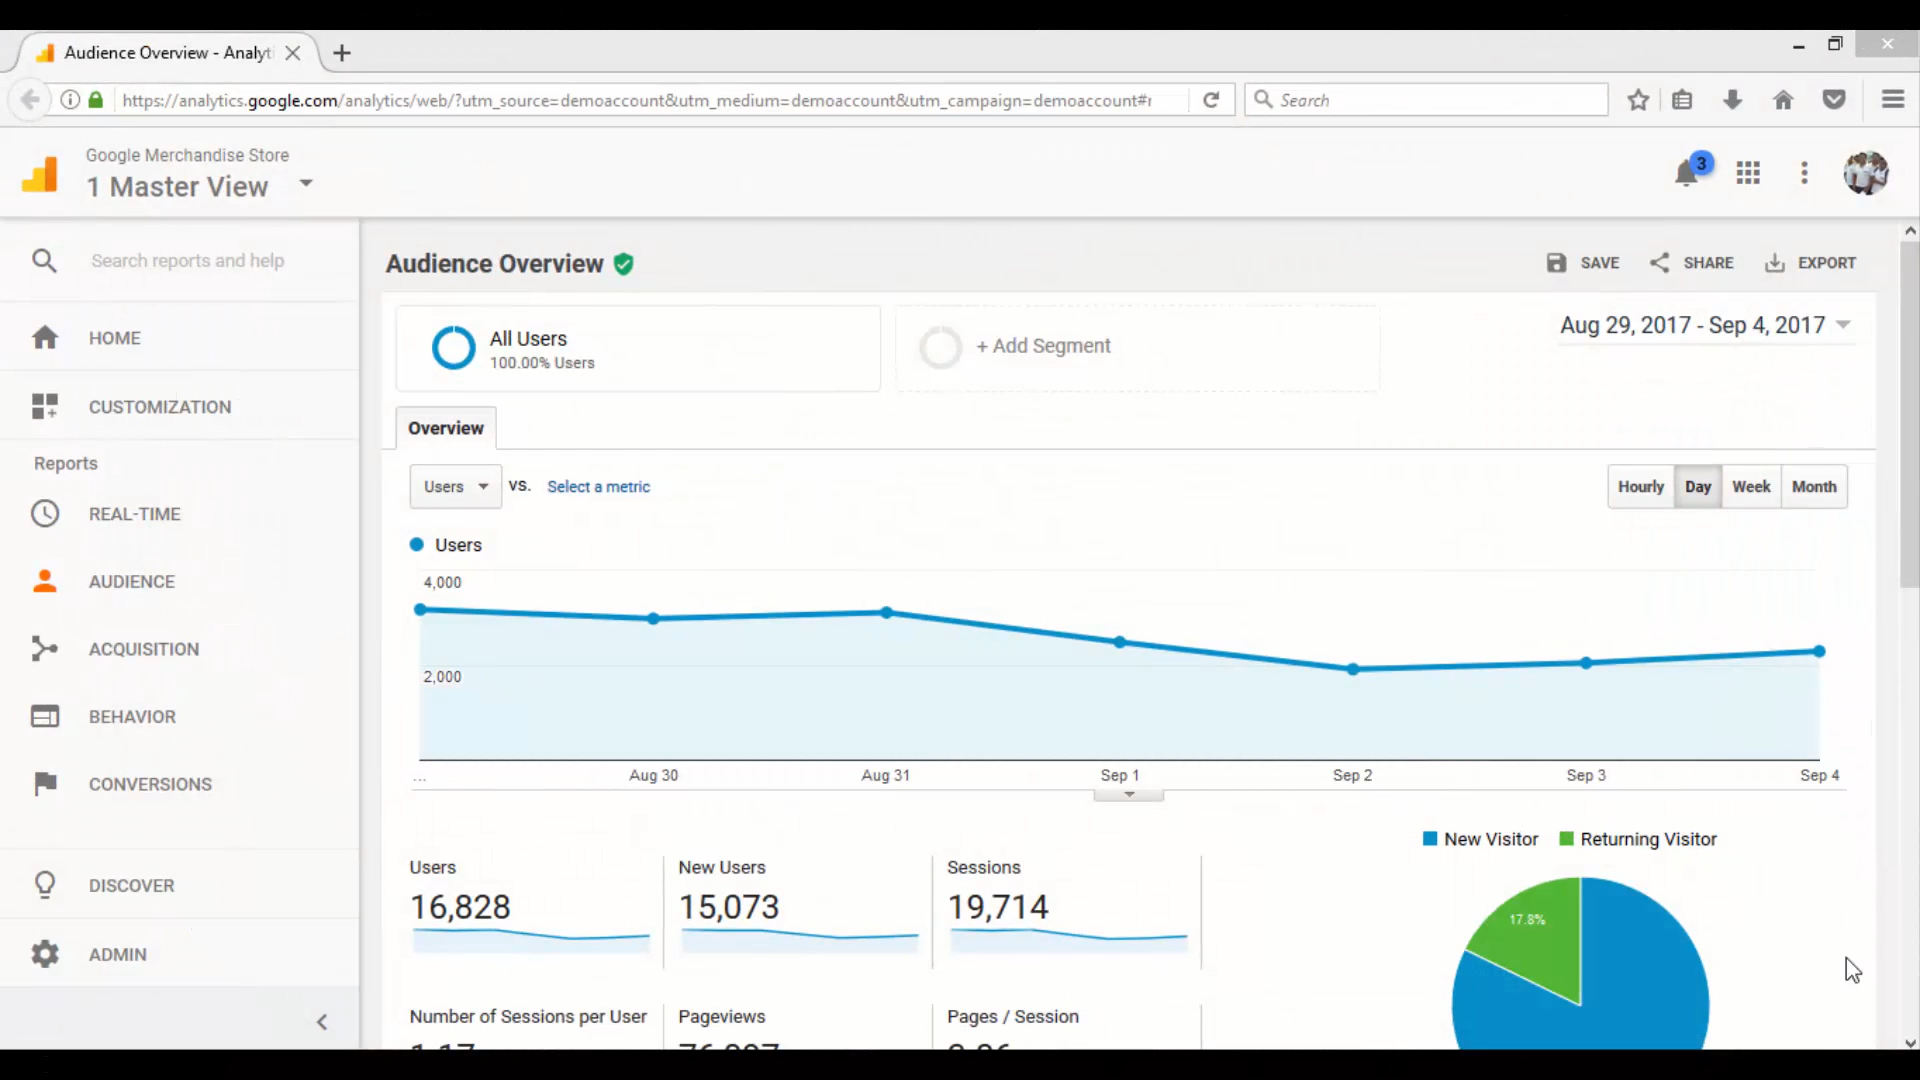 Audience Overview - Analyt
https://analytics.google.com/analytics/web/?utm_source=demoaccount&utm_medium=demoaccount&utm_campaign=demoaccount#r
Search
Google Merchandise Store
1 Master View
3
Search reports and help
HOME
CUSTOMIZATION
Reports
REAL-TIME
AUDIENCE
ACQUISITION
BEHAVIOR
CONVERSIONS
DISCOVER
ADMIN
Audience Overview
SAVE
SHARE
EXPORT
All Users
100.00% Users
+ Add Segment
Aug 29, 2017 - Sep 4, 2017
Overview
Users
VS.
Select a metric
Hourly
Day
Week
Month
Users
4,000
2,000
...
Aug 30
Aug 31
Sep 1
Sep 2
Sep 3
Sep 4
Users
16,828
New Users
15,073
Sessions
19,714
Number of Sessions per User
Pageviews
Pages / Session
New Visitor
Returning Visitor
17.8%